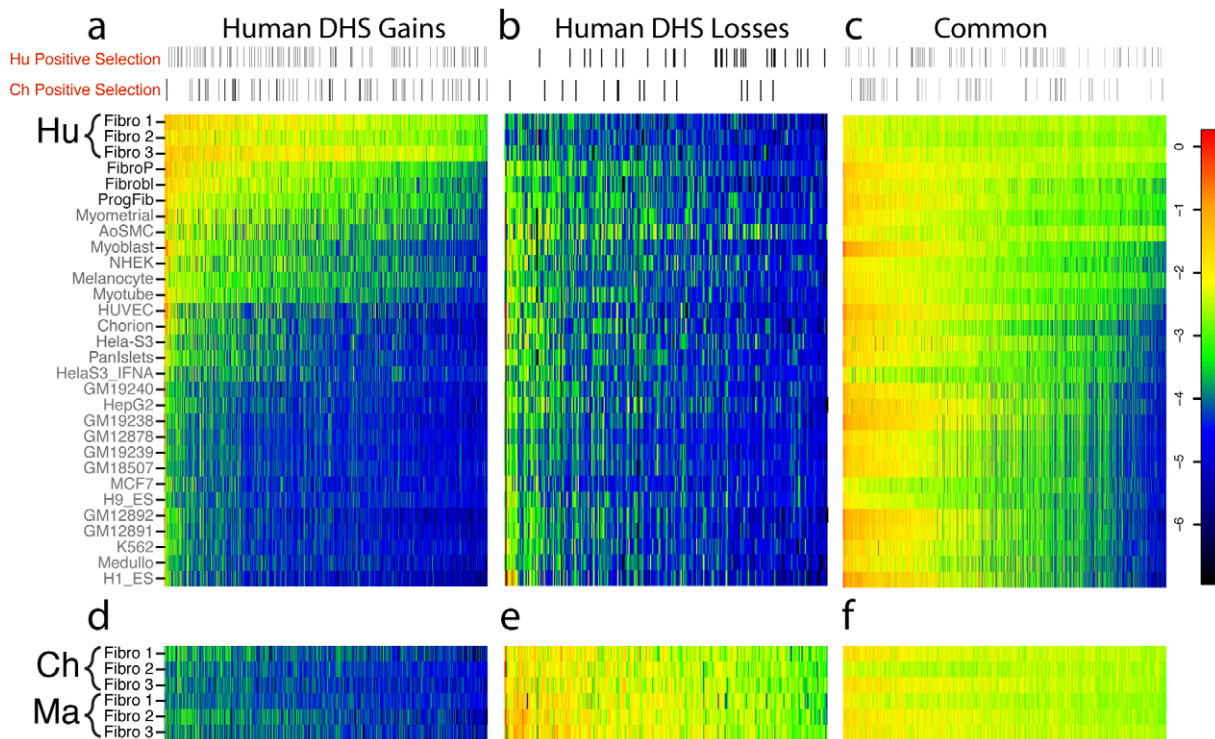 a Human DHS Gains b Human DHS Losses c Common
Hu Positive Selection
Ch Positive Selection
Hu
Fibro 1
Fibro 2
Fibro 3
FibroP
Fibrobl
ProgFib
Myometrial
AoSMC
Myoblast
NHEK
Melanocyte
Myotube
HUVEC
Chorion
Hela-S3
PanIslets
HelaS3_IFNA
GM19240
HepG2
GM19238
GM12878
GM19239
GM18507
MCF7
H9_ES
GM12892
GM12891
K562
Medullo
H1_ES
0
-1
-2
-3
-4
-5
-6
d e f
Ch
Fibro 1
Fibro 2
Fibro 3
Ma
Fibro 1
Fibro 2
Fibro 3